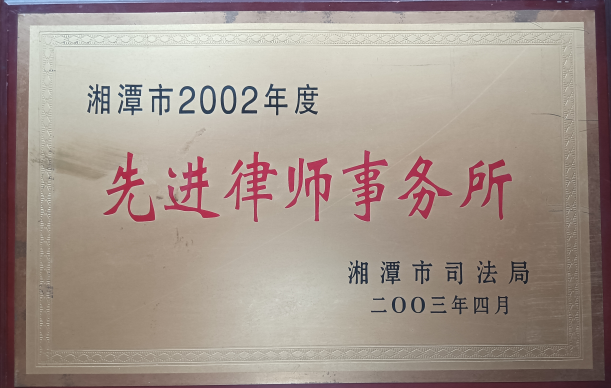 湘潭市2002年度
先进律师事务所
湘潭市司法局
二OO三年四月